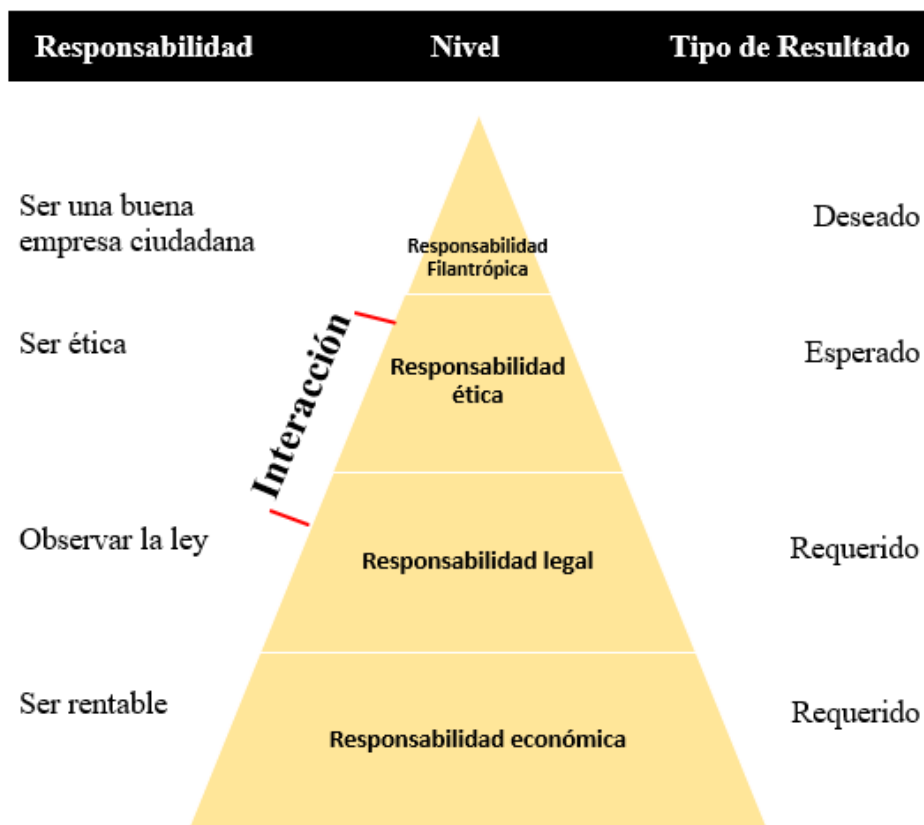 Responsabilidad Nivel Tipo de Resultado
Ser una buena
empresa ciudadana
Responsabilidad
Filantrópica
Deseado
Ser ética
Interacción
Responsabilidad
ética
Esperado
Observar la ley
Responsabilidad legal
Requerido
Ser rentable
Responsabilidad económica
Requerido